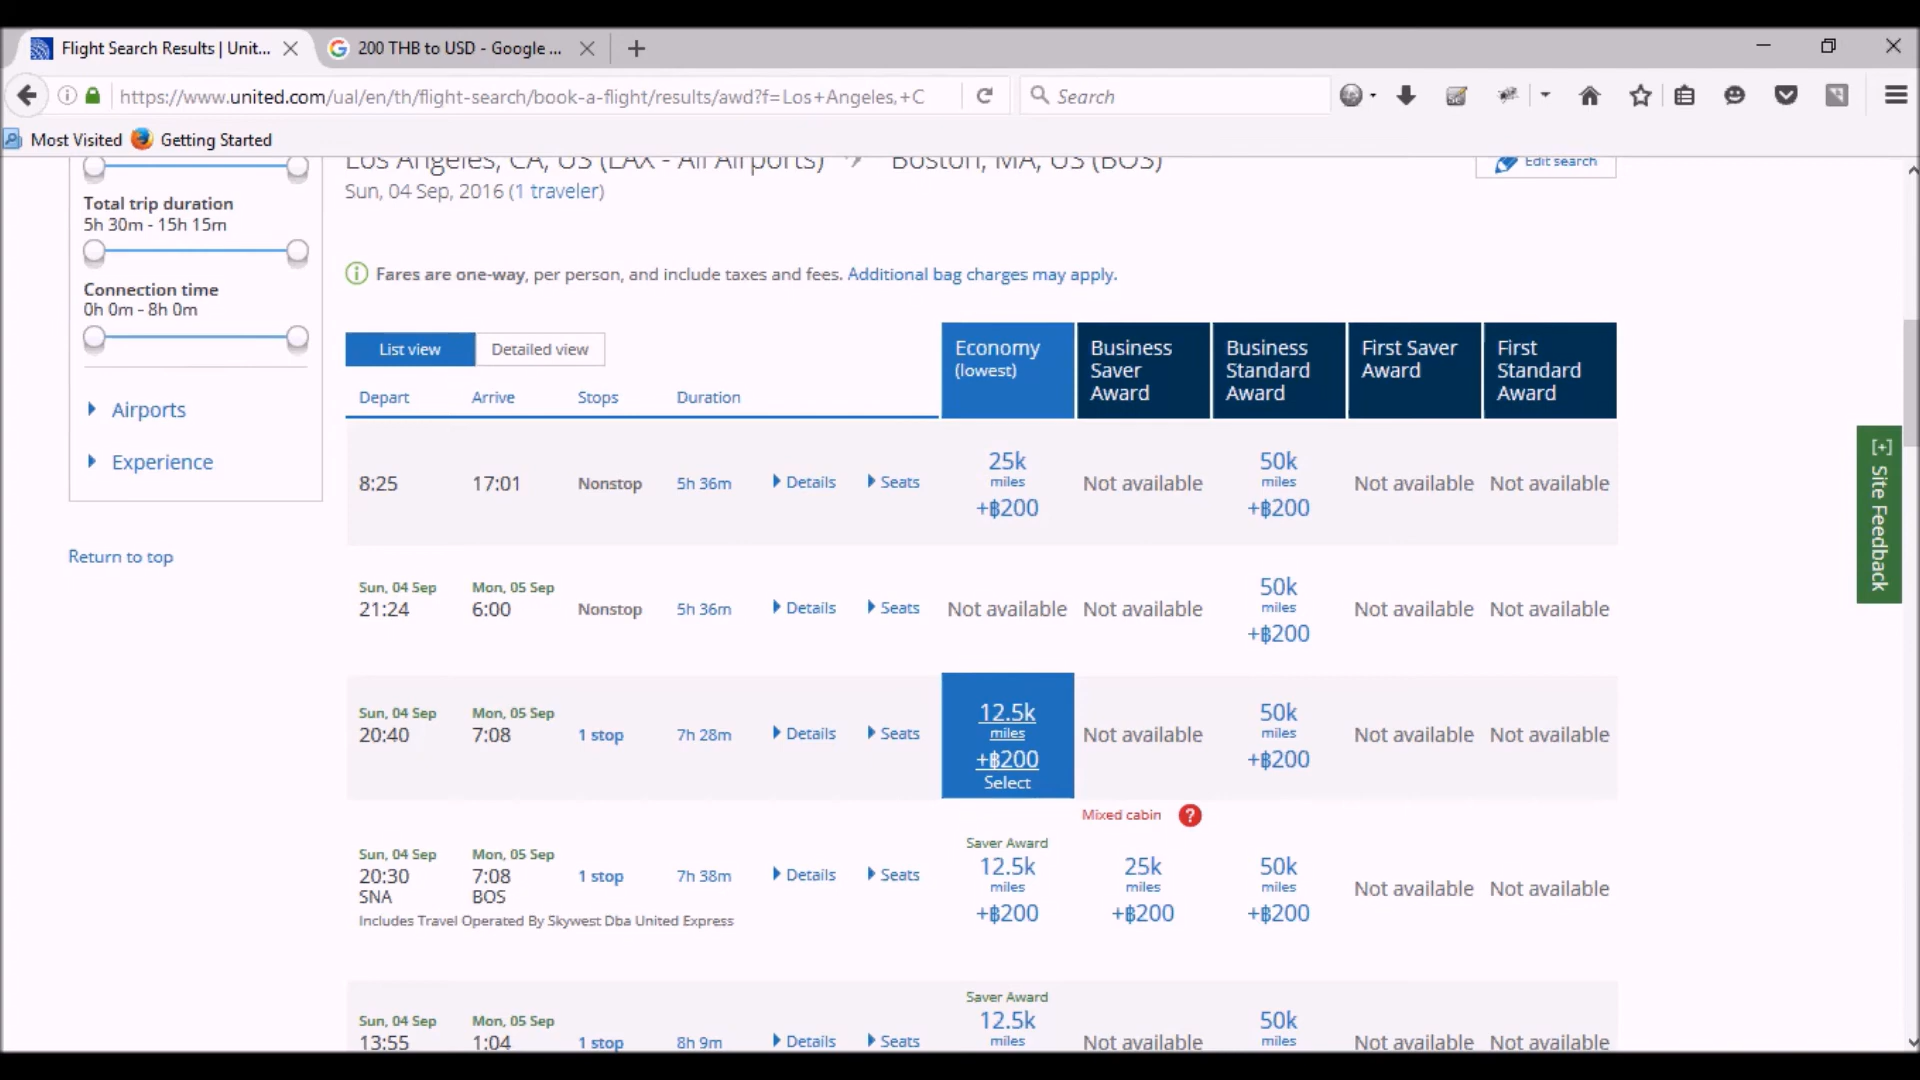 Flight Search Results | Unit...
200 THB to USD - Google ...
https://www.united.com/ual/en/th/flight-search/book-a-flight/results/awd?f=Los+Angeles,+C
Search
Most Visited
Getting Started
Los Angeles, CA, US (LAX - All Airports)
Boston, MA, US (BOS)
Edit search
Sun, 04 Sep, 2016 (1 traveler)
Total trip duration
5h 30m - 15h 15m
Connection time
0h 0m - 8h 0m
Airports
Experience
Return to top
Fares are one-way, per person, and include taxes and fees. Additional bag charges may apply.
List view
Detailed view
Depart Arrive Stops Duration
Economy
(lowest)
Business
Saver
Award
Business
Standard
Award
First Saver
Award
First
Standard
Award
8:25 17:01 Nonstop 5h 36m Details Seats
25k
miles
+฿200
Not available
50k
miles
+฿200
Not available
Not available
Sun, 04 Sep
21:24
Mon, 05 Sep
6:00
Nonstop 5h 36m Details Seats
Not available
Not available
50k
miles
+฿200
Not available
Not available
Sun, 04 Sep
20:40
Mon, 05 Sep
7:08
1 stop 7h 28m Details Seats
12.5k
miles
+฿200
Select
Not available
50k
miles
+฿200
Not available
Not available
Sun, 04 Sep
20:30
SNA
Mon, 05 Sep
7:08
BOS
1 stop 7h 38m Details Seats
Includes Travel Operated By Skywest Dba United Express
Saver Award
12.5k
miles
+฿200
Mixed cabin ?
25k
miles
+฿200
50k
miles
+฿200
Not available
Not available
Sun, 04 Sep
13:55
Mon, 05 Sep
1:04
1 stop 8h 9m Details Seats
Saver Award
12.5k
miles
Not available
50k
miles
Not available
Not available
[+] Site Feedback